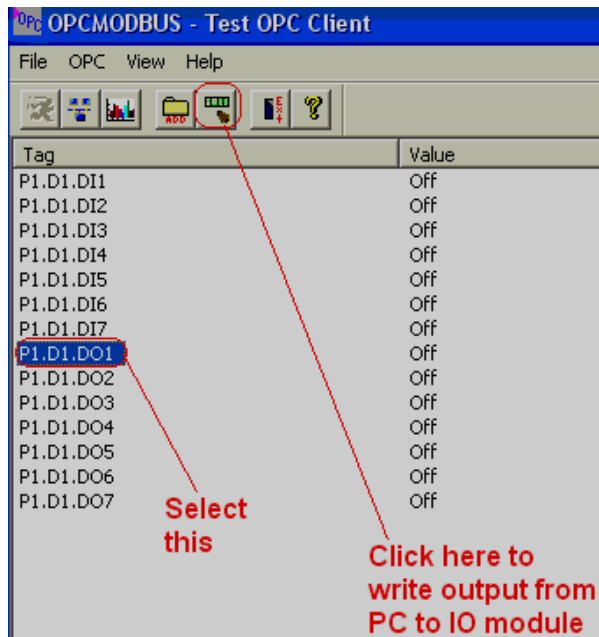 OPC OPCMODBUS - Test OPC Client
File OPC View Help
ADD EXT ?
Tag Value
P1.D1.DI1 Off
P1.D1.DI2 Off
P1.D1.DI3 Off
P1.D1.DI4 Off
P1.D1.DI5 Off
P1.D1.DI6 Off
P1.D1.DI7 Off
P1.D1.DO1 Off
P1.D1.DO2 Off
P1.D1.DO3 Off
P1.D1.DO4 Off
P1.D1.DO5 Off
P1.D1.DO6 Off
P1.D1.DO7 Off
Select
this
Click here to
write output from
PC to IO module